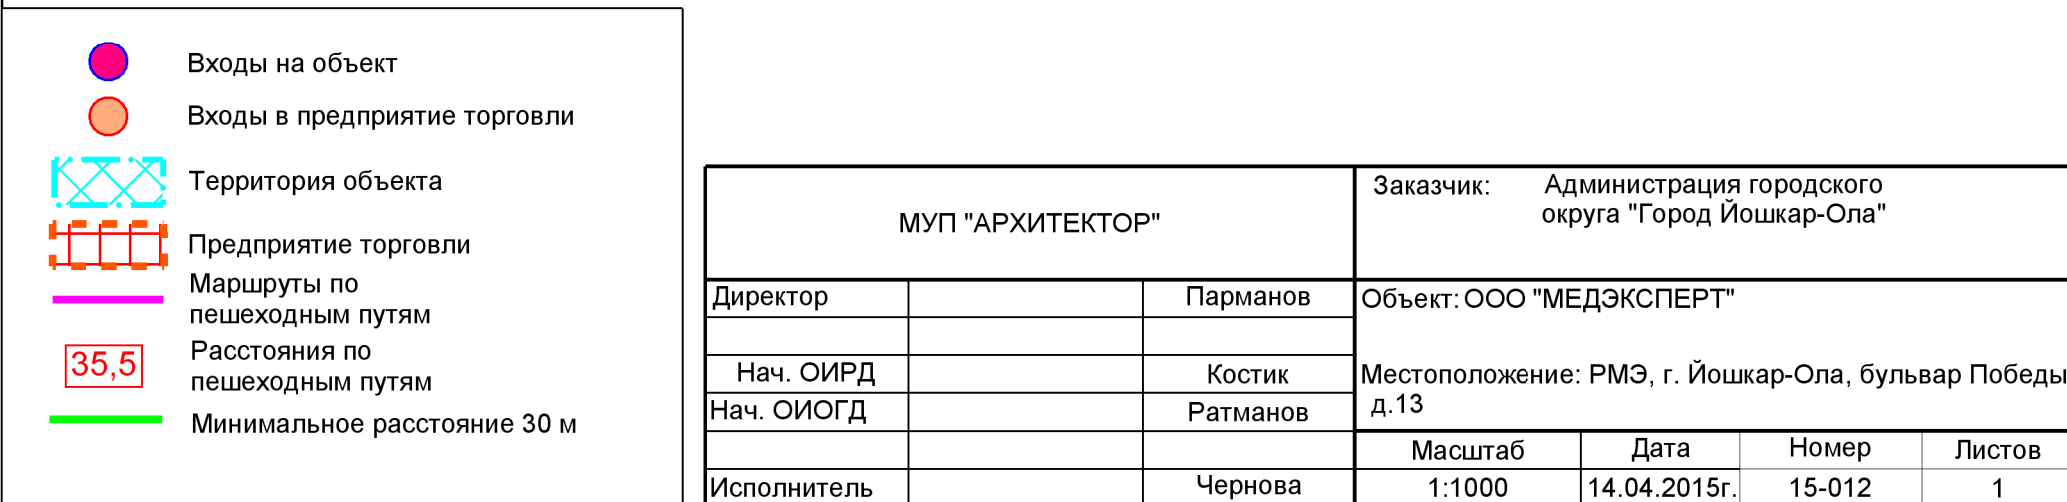 Входы на объект
Входы в предприятие торговли
Территория объекта
Предприятие торговли
Маршруты по
пешеходным путям
35,5
Расстояния по
пешеходным путям
Минимальное расстояние 30 м
МУП "АРХИТЕКТОР"
Заказчик: Администрация городского
округа "Город Йошкар-Ола"
Директор Парманов
Объект: ООО "МЕДЭКСПЕРТ"
Нач. ОИРД Костик
Местоположение: РМЭ, г. Йошкар-Ола, бульвар Победы
д.13
Нач. ОИОГД Ратманов
Масштаб Дата Номер Листов
Исполнитель Чернова 1:1000 14.04.2015г. 15-012 1